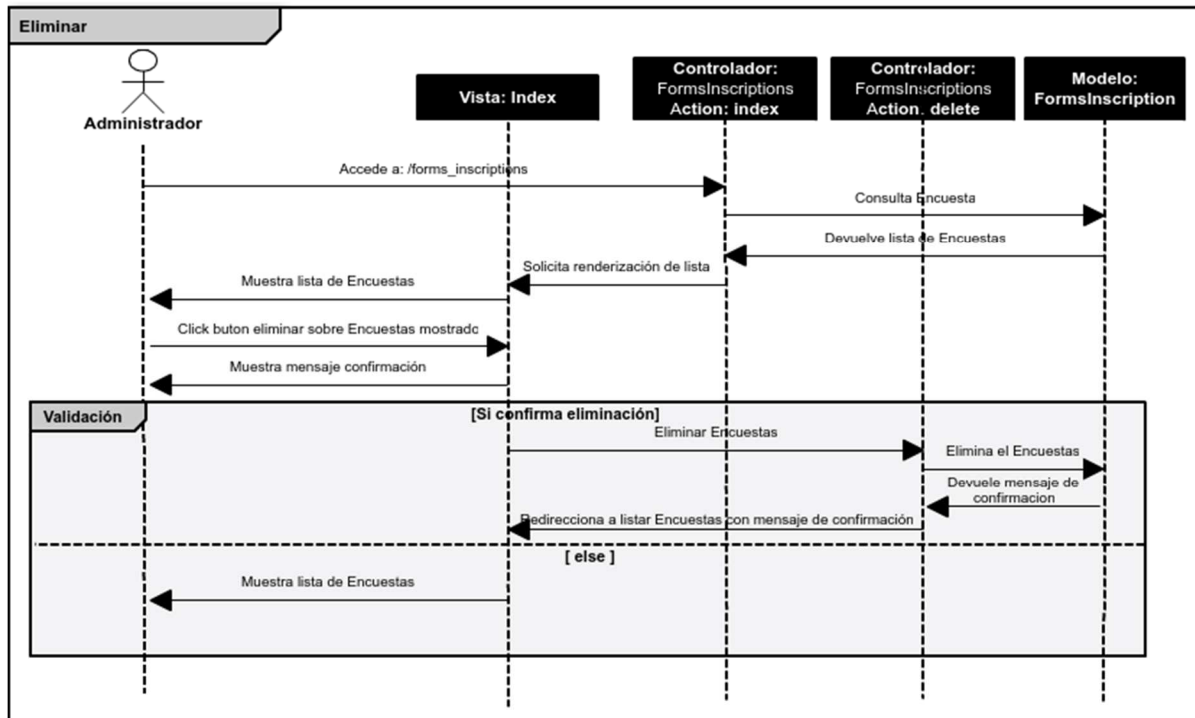 Eliminar
Administrador
Vista: Index
Controlador:
FormsInscriptions
Action: index
Controlador:
FormsInscriptions
Action. delete
Modelo:
FormsInscription
Accede a: /forms_inscriptions
Consulta Encuesta
Devuelve lista de Encuestas
Solicita renderización de lista
Muestra lista de Encuestas
Click buton eliminar sobre Encuestas mostrado
Muestra mensaje confirmación
Validación
[Si confirma eliminación]
Eliminar Encuestas
Elimina el Encuestas
Devuele mensaje de
confirmacion
Redirecciona a listar Encuestas con mensaje de confirmación
[ else ]
Muestra lista de Encuestas